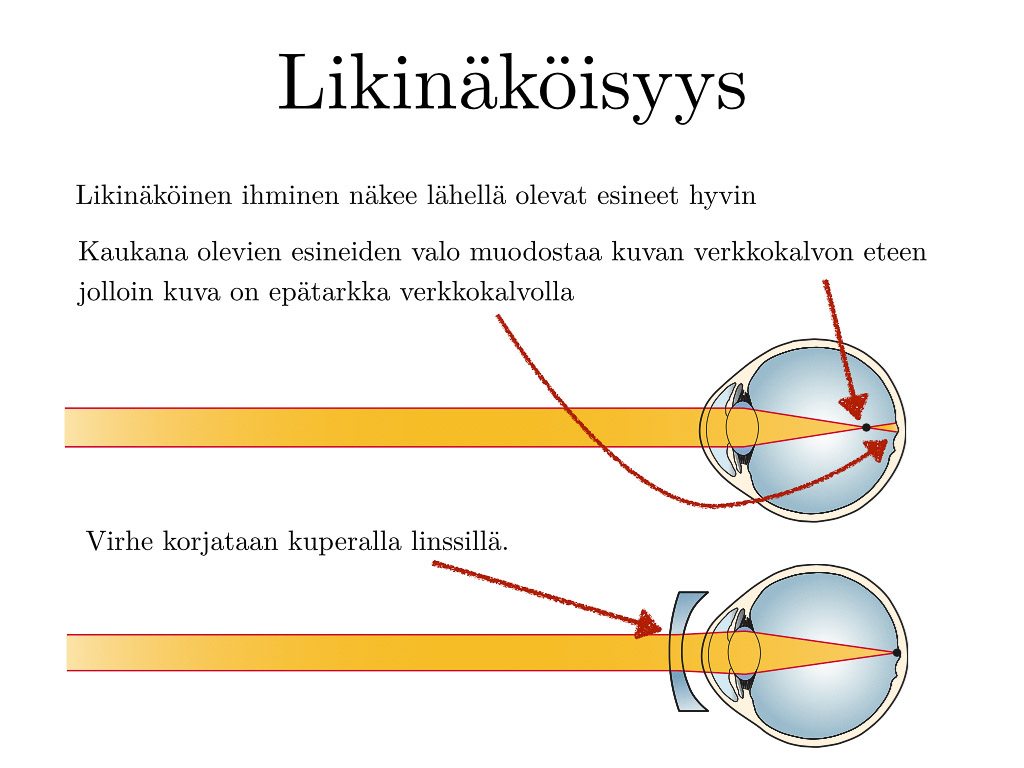 Likinäköisyys
Likinäköinen ihminen näkee lähellä olevat esineet hyvin
Kaukana olevien esineiden valo muodostaa kuvan verkkokalvon eteen
jolloin kuva on epätarkka verkkokalvolla
Virhe korjataan kuperalla linssillä.